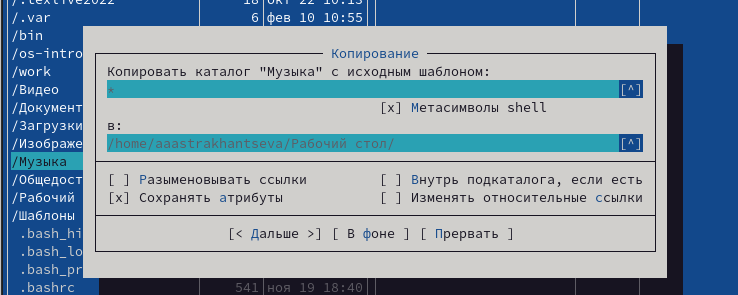 /.texlive2022 18 окт 22 10:15
/.var 6 фев 10 10:55
/bin
/os-intro
/work
/Видео
/Документ
/Загрузки
/Изображе
/Музыка
/Общедост
/Рабочий
/Шаблоны
.bash_hi
.bash_lo
.bash_pr
.bashrc 541 ноя 19 18:40
Копирование
Копировать каталог "Музыка" с исходным шаблоном:
* [^]
[x] Метасимволы shell
в:
/home/aaastrakhantseva/Рабочий стол/ [^]
[ ] Разыменовывать ссылки [ ] Внутрь подкаталога, если есть
[x] Сохранять атрибуты [ ] Изменять относительные ссылки
[< Дальше >] [ В фоне ] [ Прервать ]